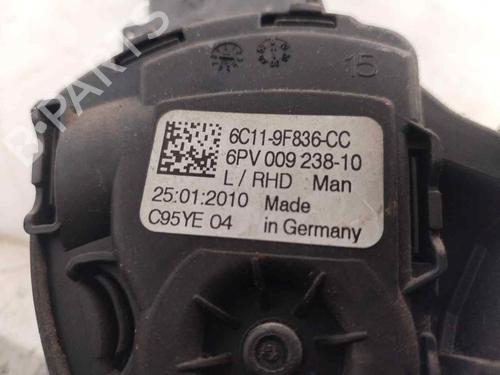 B-PARTS
15
6C11-9F836-CC
6PV 009 238-10
L / RHD Man
25:01:2010 Made
C95YE 04 in Germany